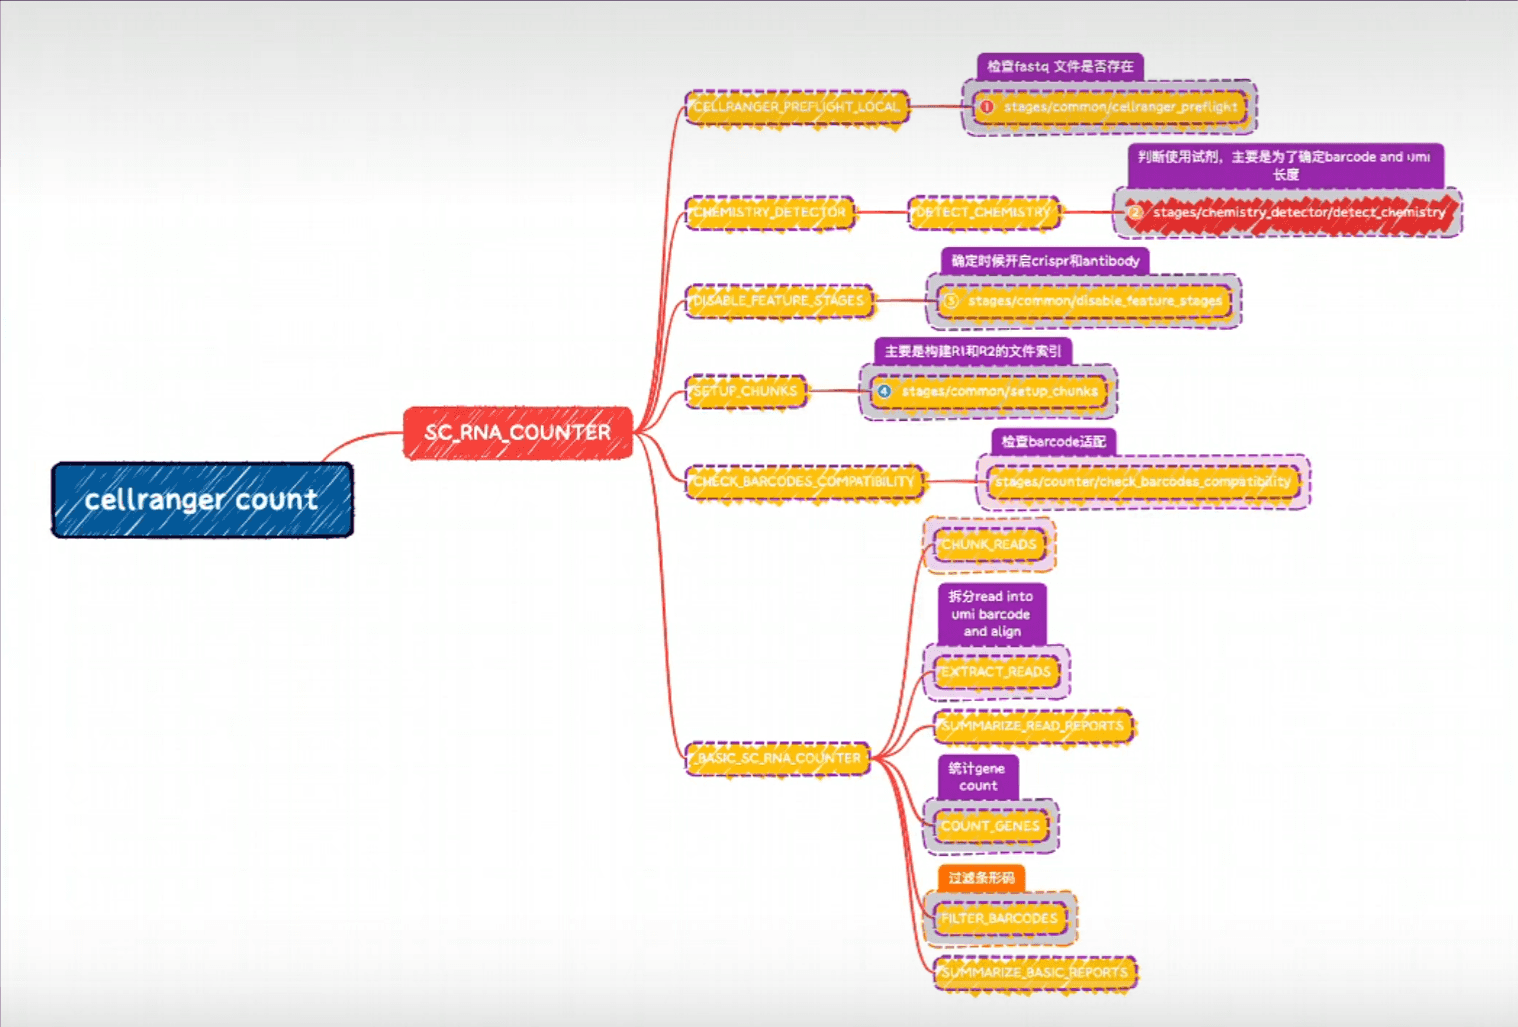 检查fastq 文件是否存在
CELLRANGER_PREFLIGHT_LOCAL
1 stages/common/cellranger_preflight
判断使用试剂，主要是为了确定barcode and umi
长度
CHEMISTRY_DETECTOR
DETECT_CHEMISTRY
2 stages/chemistry_detector/detect_chemistry
确定时候开启crispr和antibody
DISABLE_FEATURE_STAGES
3 stages/common/disable_feature_stages
主要是构建R1和R2的文件索引
SETUP_CHUNKS
4 stages/common/setup_chunks
SC_RNA_COUNTER
检查barcode适配
CHECK_BARCODES_COMPATIBILITY
stages/counter/check_barcodes_compatibility
cellranger count
CHUNK_READS
拆分read into
umi barcode
and align
EXTRACT_READS
SUMMARIZE_READ_REPORTS
_BASIC_SC_RNA_COUNTER
统计gene
count
COUNT_GENES
过滤条形码
FILTER_BARCODES
SUMMARIZE_BASIC_REPORTS